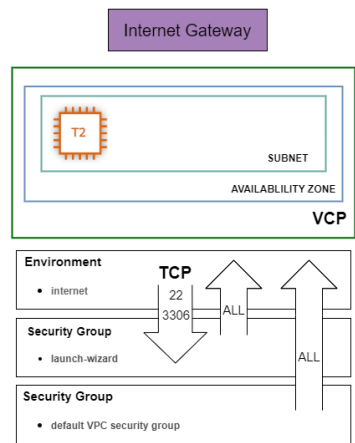 Internet Gateway
T2
SUBNET
AVAILABLILITY ZONE
VCP
Environment
• internet
TCP
22
3306
ALL
Security Group
• launch-wizard
ALL
Security Group
• default VPC security group